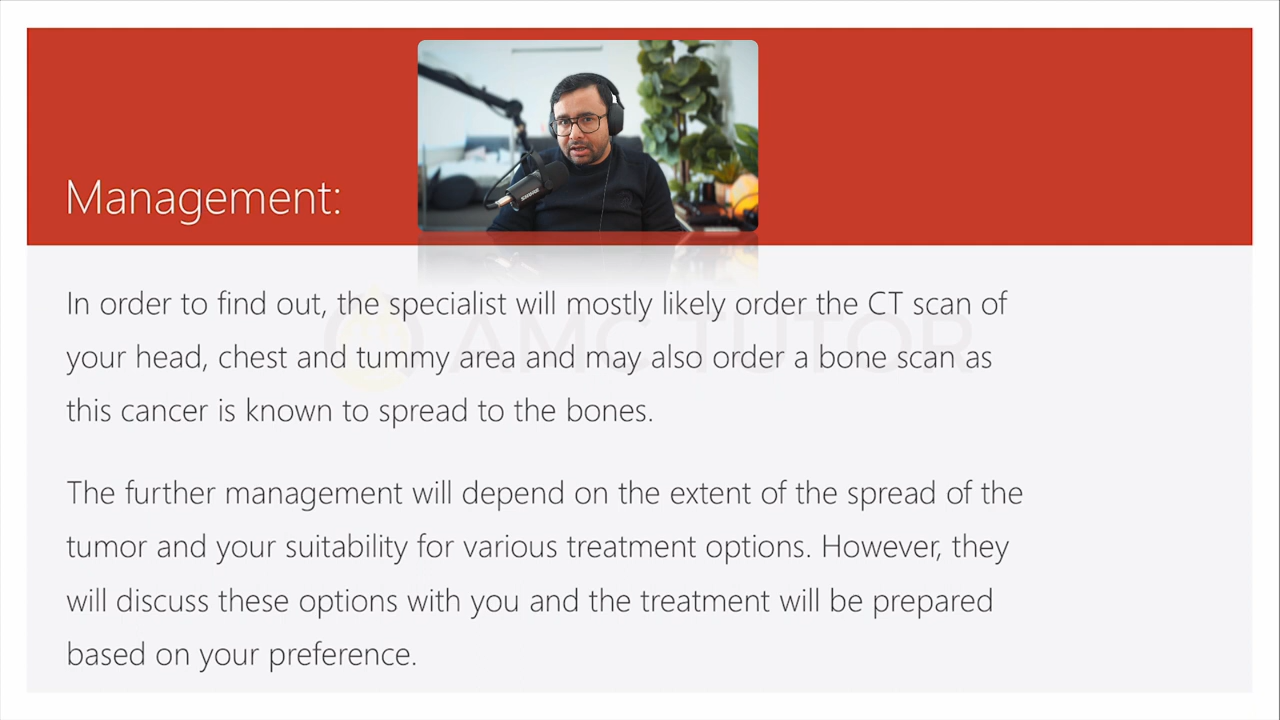 Management:
In order to find out, the specialist will mostly likely order the CT scan of
your head, chest and tummy area and may also order a bone scan as
this cancer is known to spread to the bones.
The further management will depend on the extent of the spread of the
tumor and your suitability for various treatment options. However, they
will discuss these options with you and the treatment will be prepared
based on your preference.
AMC TUTOR
SHURE